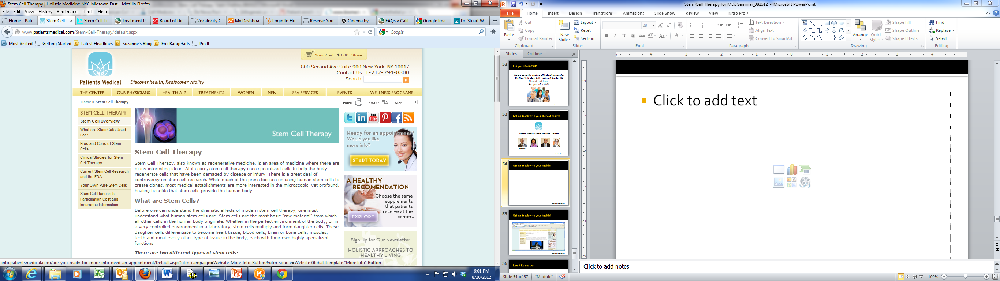 Stem Cell Therapy | Holistic Medicine NYC Midtown East - Mozilla Firefox
File Edit View History Bookmarks Tools Help
Home - Pati... Stem Cell... Stem Cell Tr... Treatment P... Board of Dir... Vocalocity C... My Dashboa... Login to Hu... Reserve You... Cinema by ... FAQs « Calif... Google Ima... Dr. Stuart W...
www.patientsmedical.com/Stem-Cell-Therapy/default.aspx
Google
Most Visited Getting Started Latest Headlines Suzanne's Blog FreeRangeKids Pin It
Your Cart $0.00 Store
800 Second Ave Suite 900 New York, NY 10017
Contact Us: 1-212-794-8800
Search
Patients Medical Discover health, Rediscover vitality
THE CENTER OUR PHYSICIANS HEALTH A-Z TREATMENTS WOMEN MEN SPA SERVICES EVENTS WELLNESS PROGRAMS
Home » Stem Cell Therapy
PRINT SHARE SIZE
STEM CELL THERAPY
Stem Cell Overview
What are Stem Cells Used
For?
Pros and Cons of Stem
Cells
Clinical Studies for Stem
Cell Therapy
Current Stem Cell Research
and the FDA
Your Own Pure Stem Cells
Stem Cell Research
Participation Cost and
Insurance Information
Stem Cell Therapy
Stem Cell Therapy
Stem Cell Therapy, also known as regenerative medicine, is an area of medicine where there are
many interesting ideas. At its core, stem cell therapy uses specialized cells to help the body
regenerate cells that have been damaged by disease or injury. There is a great deal of
controversy on stem cell research. While much of the press focuses on using human stem cells to
create clones, most medical establishments are more interested in the microscopic, yet profound,
healing benefits that stem cells provide the human body.
What are Stem Cells?
Before one can understand the dramatic effects of modern stem cell therapy, one must
understand what human stem cells are. Stem cells are the most basic "raw material" from which
all other cells in the human body originate. Whether in the perfect environment of the body, or in
a very controlled environment in a laboratory, stem cells multiply and form daughter cells. These
daughter cells differentiate to become heart tissue, blood cells, brain or bone cells, muscles,
teeth and most every other type of tissue in the body, each with their own highly specialized
functions.
There are two different types of stem cells:
You Tube
Ready for an appointment?
Would you like
more info?
START TODAY
A HEALTHY
RECOMENDATION
Choose the same
supplements
that patients
receive at the
center..
EXPLORE
Sign Up for Our Newsletter
HOLISTIC APPROACHES TO
HEALTHY LIVING
info.patientsmedical.com/are-you-ready-for-more-info-need-an-appointment/Default.aspx?utm_campaign=Website-More-Info-Button&utm_source=Website Global Template "More Info" Button
6:01 PM
8/10/2012
Stem Cell Therapy for MDs Seminar_081512 - Microsoft PowerPoint
File Home Insert Design Transitions Animations Slide Show Review View Nitro Pro 7
Paste
Cut
Copy
Format Painter
Clipboard
New
Slide
Layout
Reset
Section
Slides
28
B I U S abc AV Aa A
Font
Text Direction
Align Text
Convert to SmartArt
Paragraph
Arrange
Quick
Styles
Shape Fill
Shape Outline
Shape Effects
Drawing
Find
Replace
Select
Editing
Slides Outline
4 3 2 1 0 1 2 3 4
52
Are you interested?
We are currently seeking affiliate physicians for
the New York Stem Cell Treatment Center IRB
Clinical Trial Team.
Are you interested?
53
Get on track with your thyroid health!
Patients Medical's Team of Holistic Doctors
54
Get on track with your health!
55
Get on track with your health!
56
Event Evaluation
Click to add text
Click to add notes
Slide 54 of 57 "Module" 100%